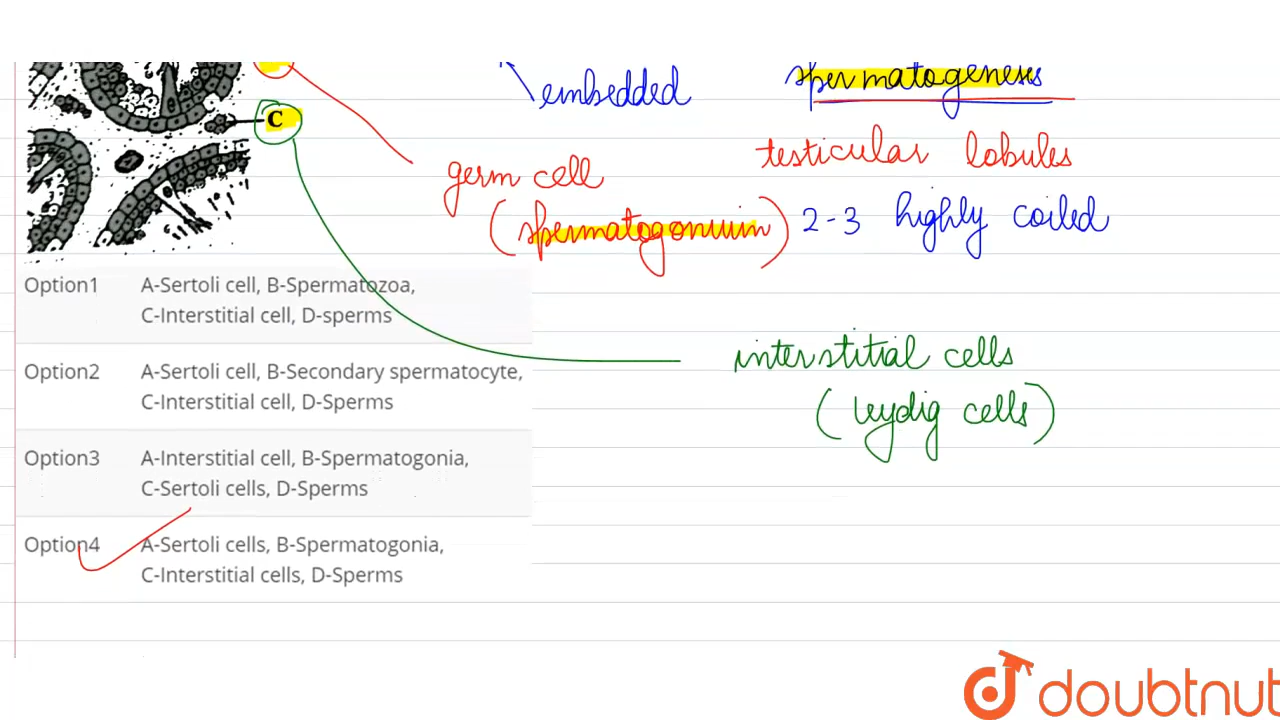 embedded
spermatogenesis
C
germ cell
(spermatogonium)
testicular lobules
2-3 highly coiled
Option1 A-Sertoli cell, B-Spermatozoa,
C-Interstitial cell, D-sperms
interstitial cells
(leydig cells)
Option2 A-Sertoli cell, B-Secondary spermatocyte,
C-Interstitial cell, D-Sperms
Option3 A-Interstitial cell, B-Spermatogonia,
C-Sertoli cells, D-Sperms
Option4 A-Sertoli cells, B-Spermatogonia,
C-Interstitial cells, D-Sperms
doubtnut